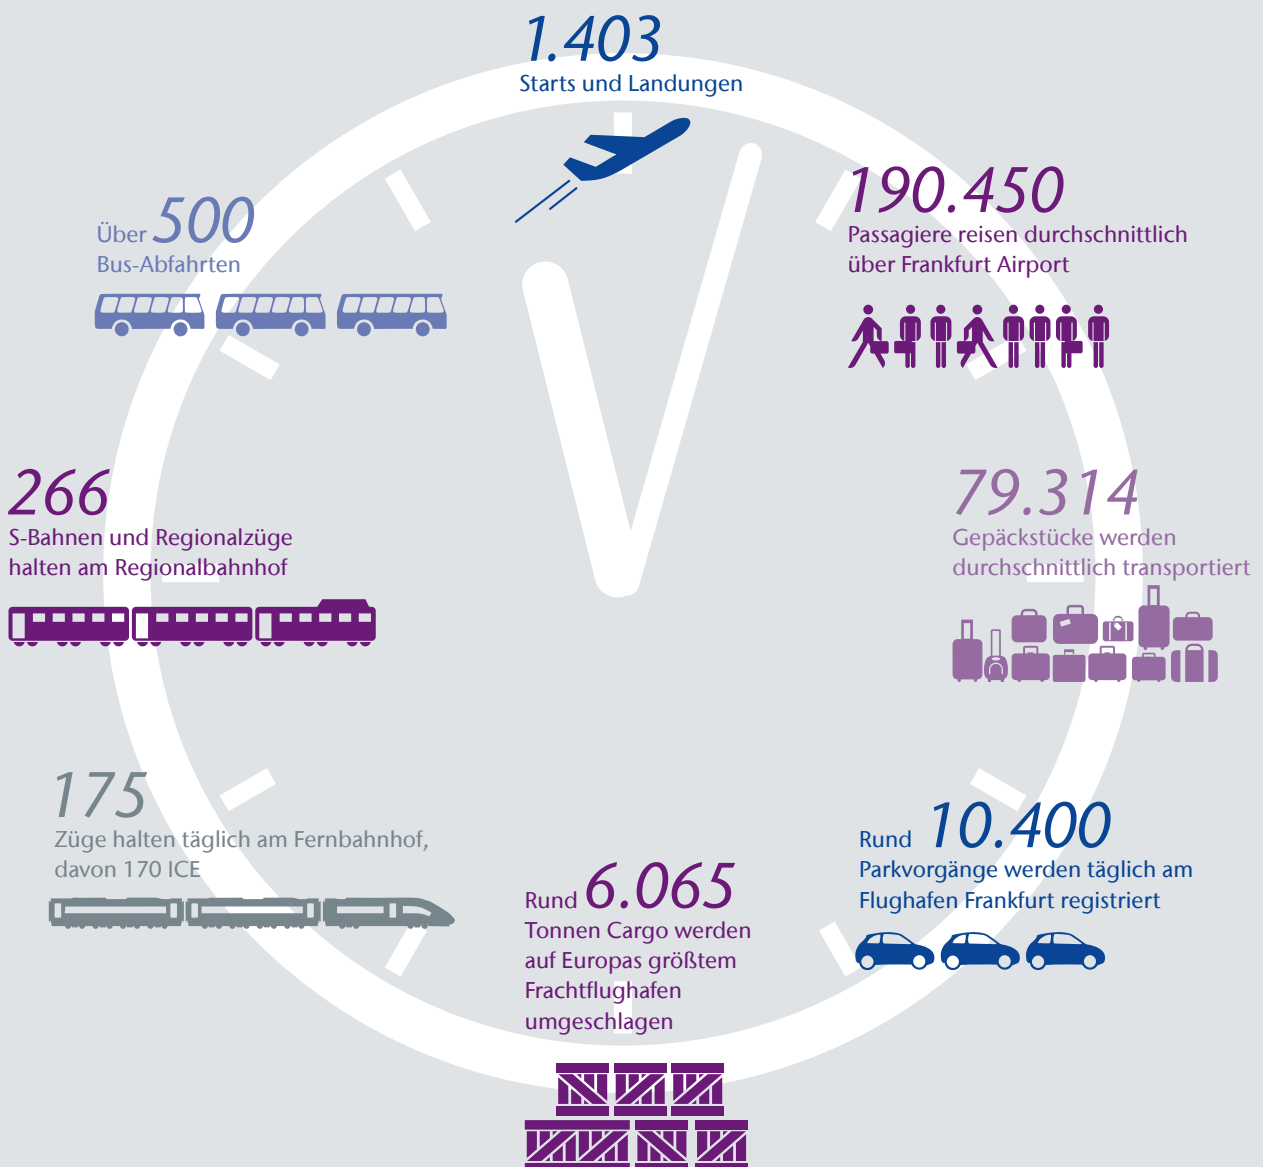 1.403
Starts und Landungen
190.450
Passagiere reisen durchschnittlich
über Frankfurt Airport
Über 500
Bus-Abfahrten
266
S-Bahnen und Regionalzüge
halten am Regionalbahnhof
79.314
Gepäckstücke werden
durchschnittlich transportiert
175
Züge halten täglich am Fernbahnhof,
davon 170 ICE
Rund 10.400
Parkvorgänge werden täglich am
Flughafen Frankfurt registriert
Rund 6.065
Tonnen Cargo werden
auf Europas größtem
Frachtflughafen
umgeschlagen